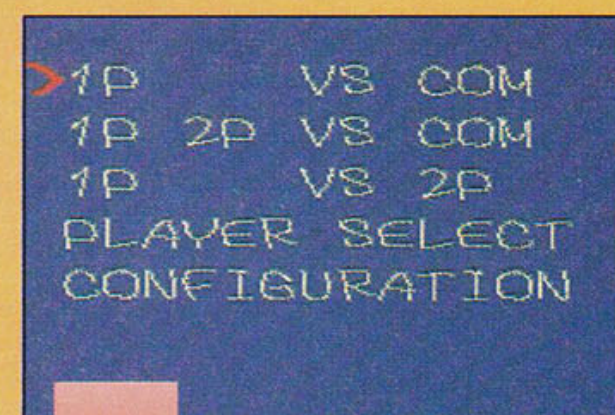 >1P VS COM
1P 2P VS COM
1P VS 2P
PLAYER SELECT
CONFIGURATION